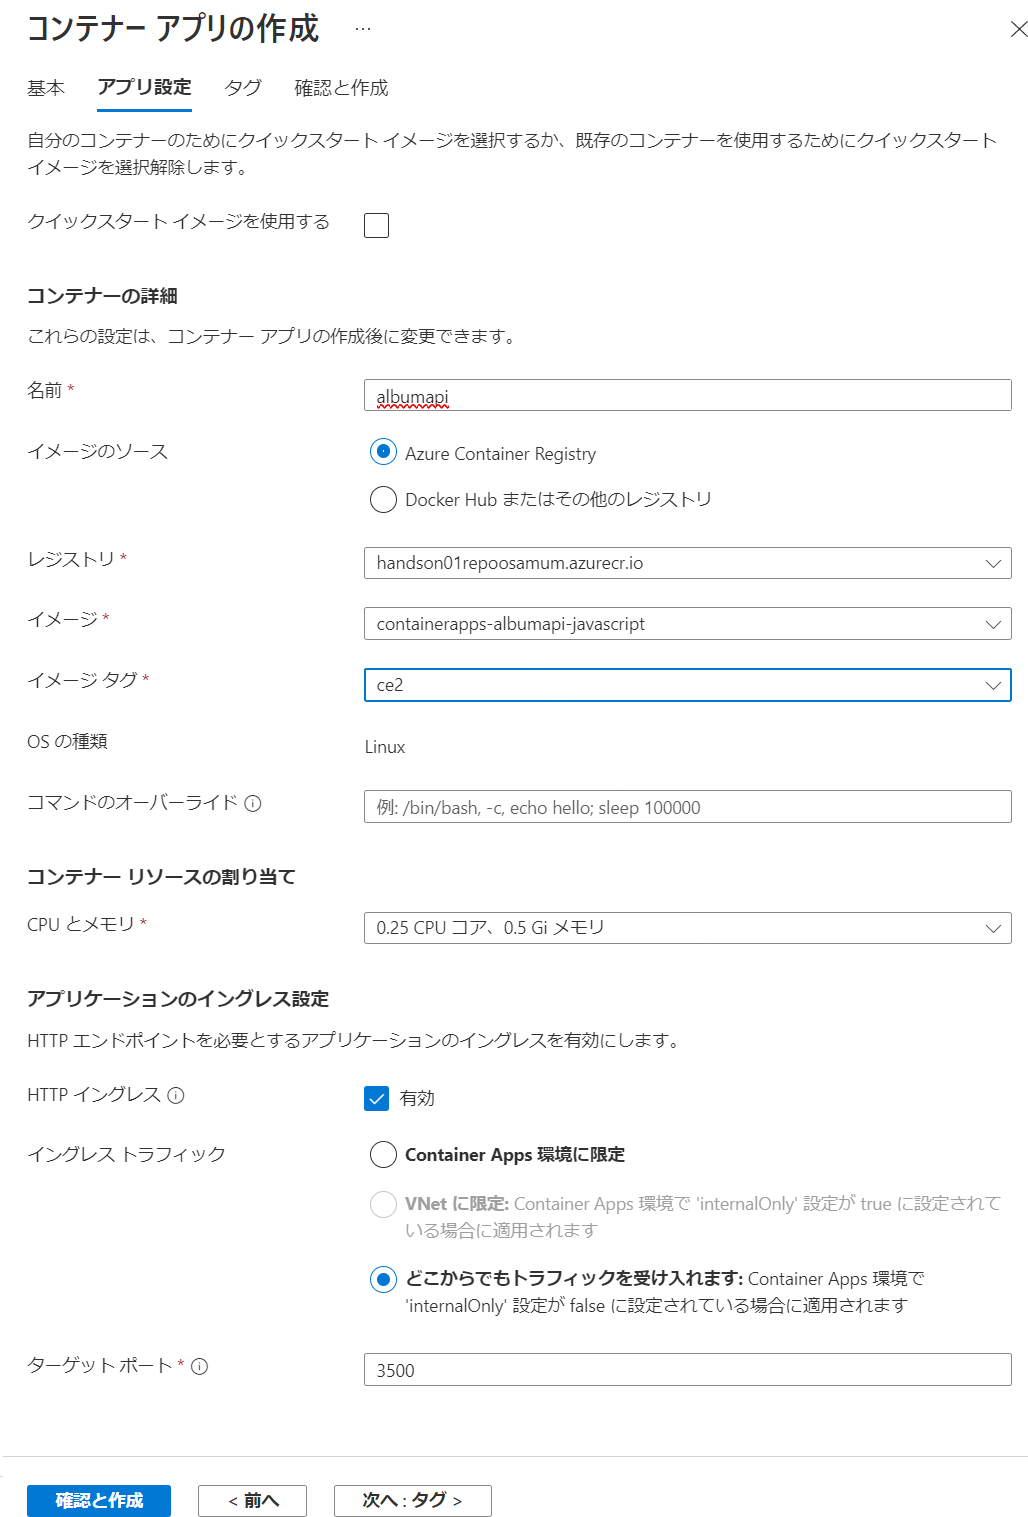 コンテナー アプリの作成 …
基本 アプリ設定 タグ 確認と作成
自分のコンテナーのためにクイックスタート イメージを選択するか、既存のコンテナーを使用するためにクイックスタート
イメージを選択解除します。
クイックスタート イメージを使用する
コンテナーの詳細
これらの設定は、コンテナー アプリの作成後に変更できます。
名前 * albumapi
イメージのソース Azure Container Registry
Docker Hub またはその他のレジストリ
レジストリ * handson01repoosamum.azurecr.io
イメージ * containerapps-albumapi-javascript
イメージ タグ * ce2
OS の種類 Linux
コマンドのオーバーライド 例: /bin/bash, -c, echo hello; sleep 100000
コンテナー リソースの割り当て
CPU とメモリ * 0.25 CPU コア、0.5 Gi メモリ
アプリケーションのイングレス設定
HTTP エンドポイントを必要とするアプリケーションのイングレスを有効にします。
HTTP イングレス 有効
イングレス トラフィック Container Apps 環境に限定
VNet に限定: Container Apps 環境で 'internalOnly' 設定が true に設定されて
いる場合に適用されます
どこからでもトラフィックを受け入れます: Container Apps 環境で
'internalOnly' 設定が false に設定されている場合に適用されます
ターゲット ポート * 3500
確認と作成 < 前へ 次へ : タグ >